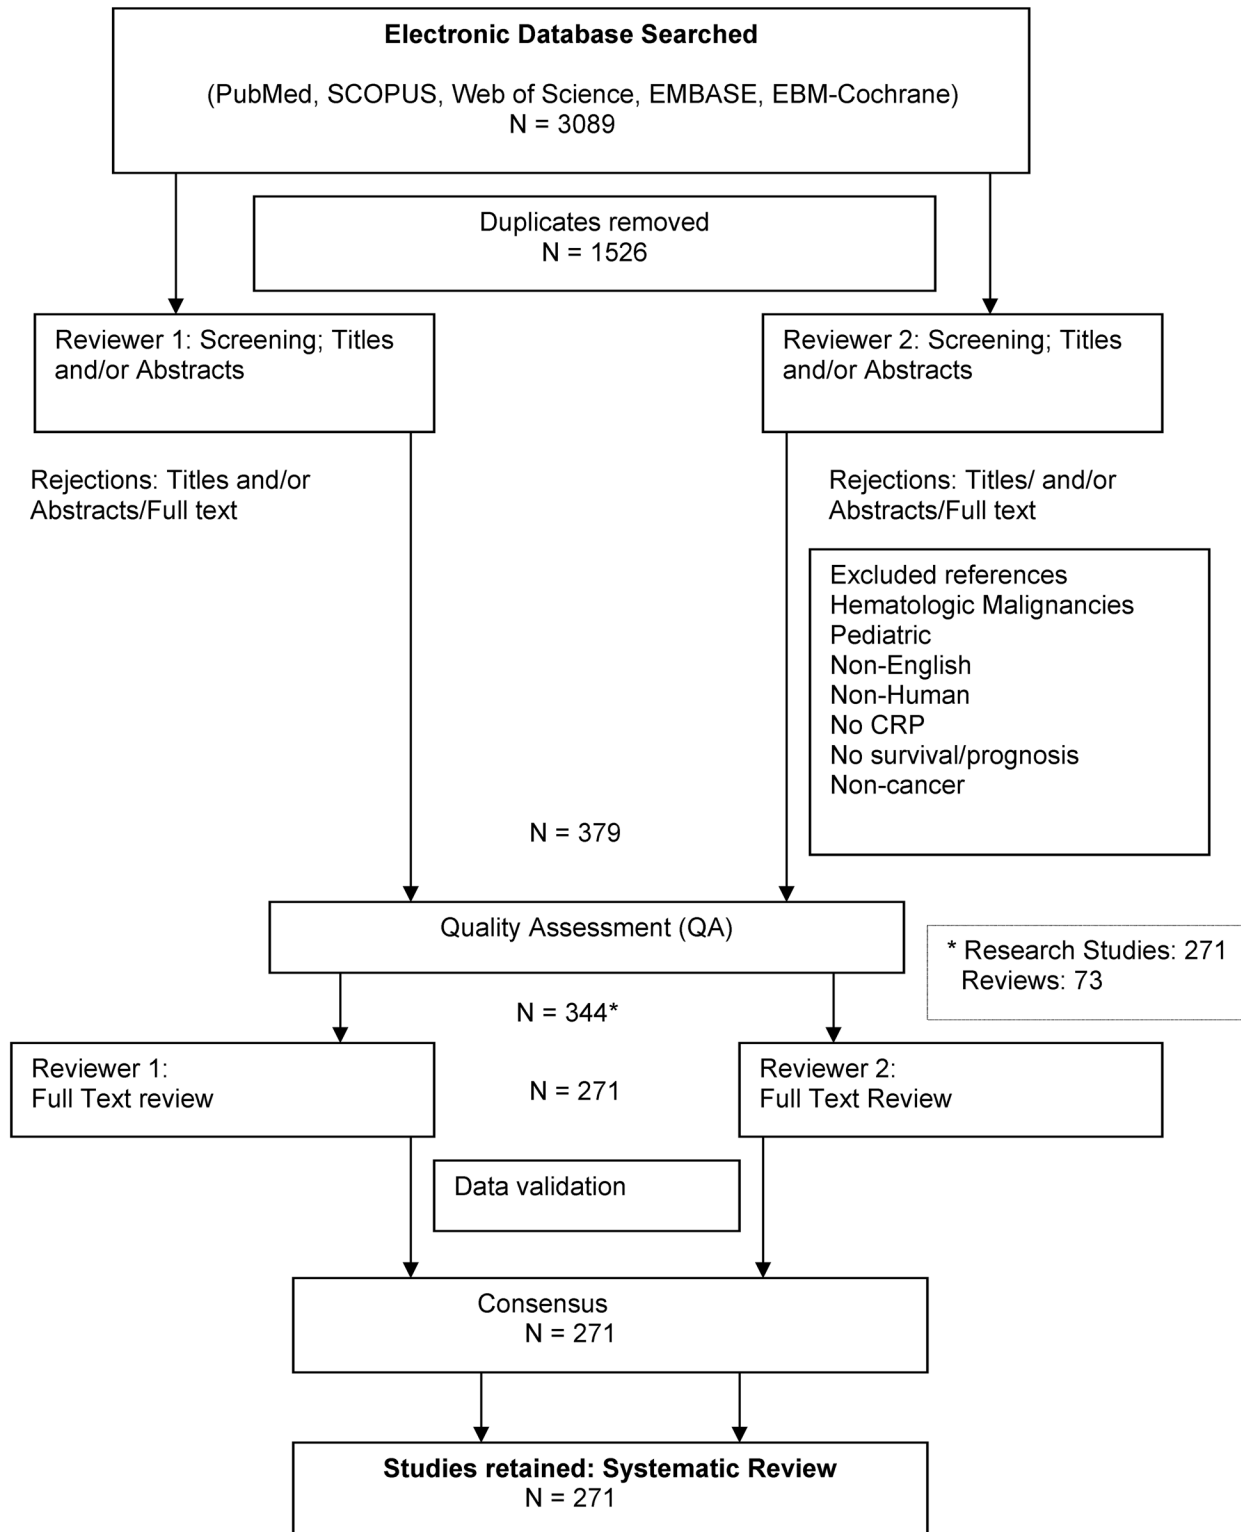 Electronic Database Searched
(PubMed, SCOPUS, Web of Science, EMBASE, EBM-Cochrane)
N = 3089
Duplicates removed
N = 1526
Reviewer 1: Screening; Titles
and/or Abstracts
Reviewer 2: Screening; Titles
and/or Abstracts
Rejections: Titles and/or
Abstracts/Full text
Rejections: Titles/ and/or
Abstracts/Full text
Excluded references
Hematologic Malignancies
Pediatric
Non-English
Non-Human
No CRP
No survival/prognosis
Non-cancer
N = 379
Quality Assessment (QA)
* Research Studies: 271
Reviews: 73
N = 344*
Reviewer 1:
Full Text review
N = 271
Reviewer 2:
Full Text Review
Data validation
Consensus
N = 271
Studies retained: Systematic Review
N = 271